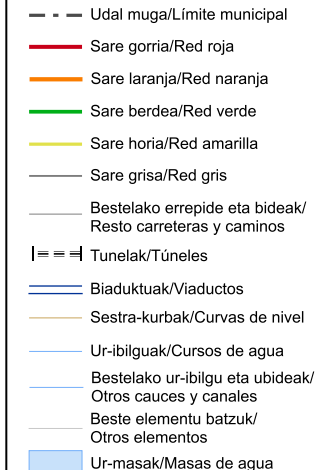 Udal muga/Límite municipal
Sare gorria/Red roja
Sare laranja/Red naranja
Sare berdea/Red verde
Sare horia/Red amarilla
Sare grisa/Red gris
Bestelako errepide eta bideak/
Resto carreteras y caminos
Tunelak/Túneles
Biaduktuak/Viaductos
Sestra-kurbak/Curvas de nivel
Ur-ibilguak/Cursos de agua
Bestelako ur-ibilgu eta ubideak/
Otros cauces y canales
Beste elementu batzuk/
Otros elementos
Ur-masak/Masas de agua